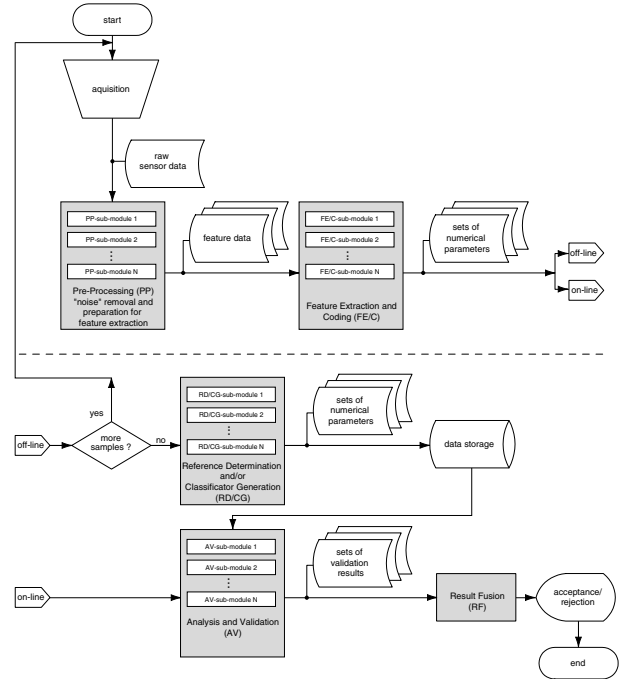 start
aquisition
raw
sensor data
PP-sub-module 1
PP-sub-module 2
PP-sub-module N
Pre-Processing (PP)
"noise" removal and
preparation for
feature extraction
feature data
FE/C-sub-module 1
FE/C-sub-module 2
FE/C-sub-module N
Feature Extraction and
Coding (FE/C)
sets of
numerical
parameters
off-line
on-line
off-line
more
samples ?
yes
no
RD/CG-sub-module 1
RD/CG-sub-module 2
RD/CG-sub-module N
Reference Determination
and/or
Classificator Generation
(RD/CG)
sets of
numerical
parameters
data storage
on-line
AV-sub-module 1
AV-sub-module 2
AV-sub-module N
Analysis and Validation
(AV)
sets of
validation
results
Result Fusion
(RF)
acceptance/
rejection
end